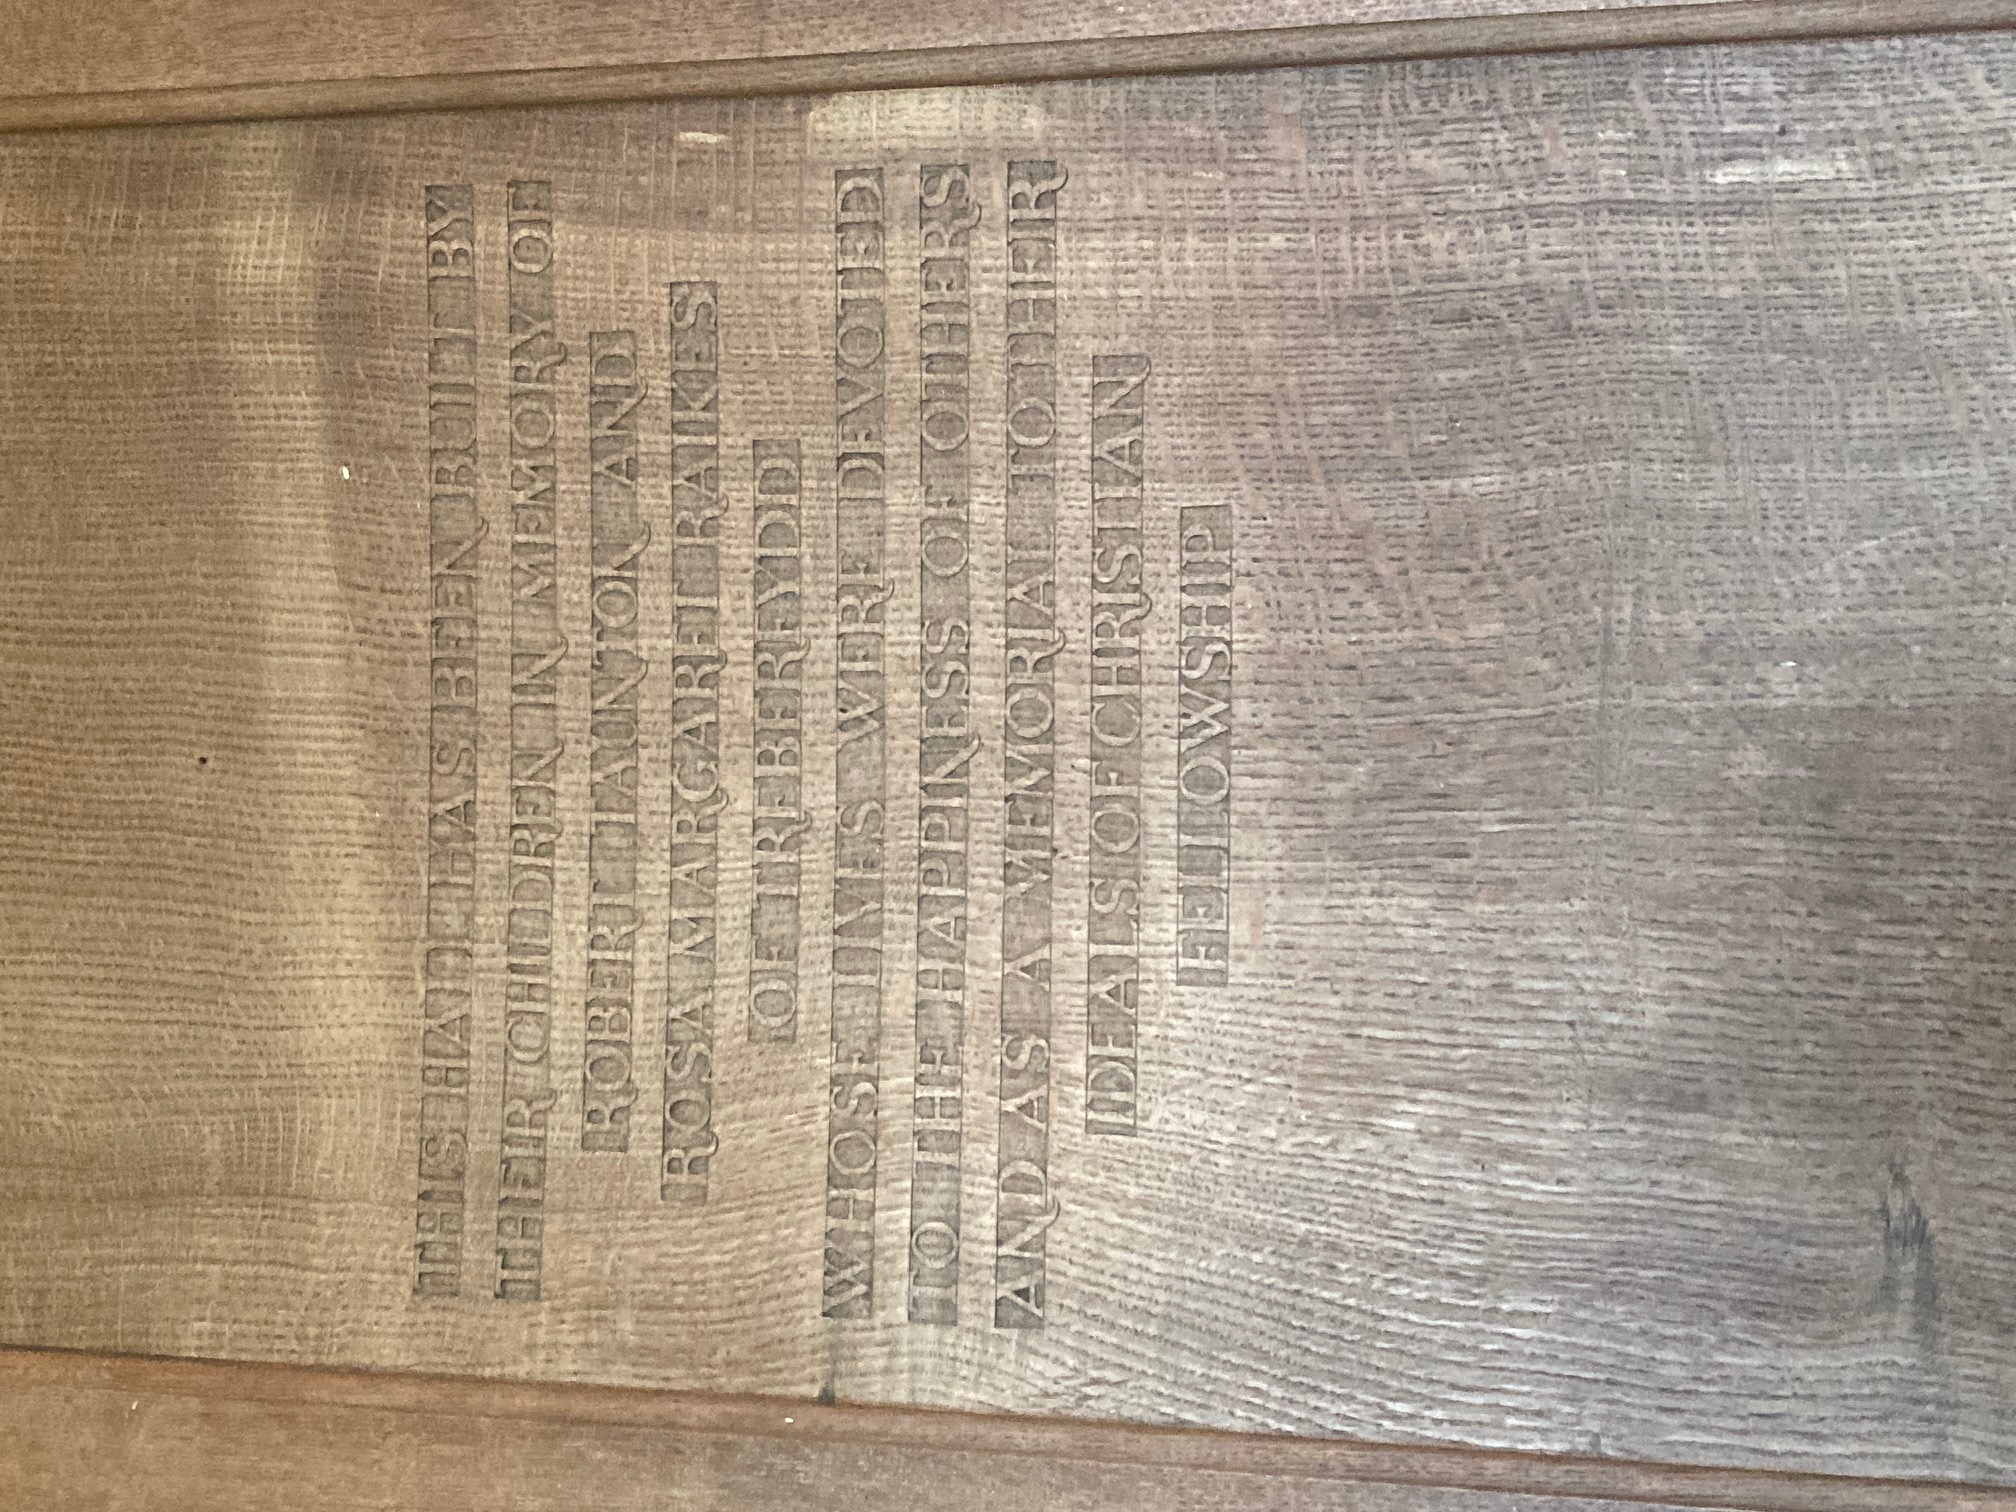 THIS HALL HAS BEEN BUILT BY
THEIR CHILDREN IN MEMORY OF
ROBERT TAUNTON AND
ROSA MARGARET RAIKES
OF TREBERFYDD
WHOSE LIVES WERE DEVOTED
TO THE HAPPINESS OF OTHERS
AND AS A MEMORIAL TO THEIR
IDEALS OF CHRISTIAN
FELLOWSHIP